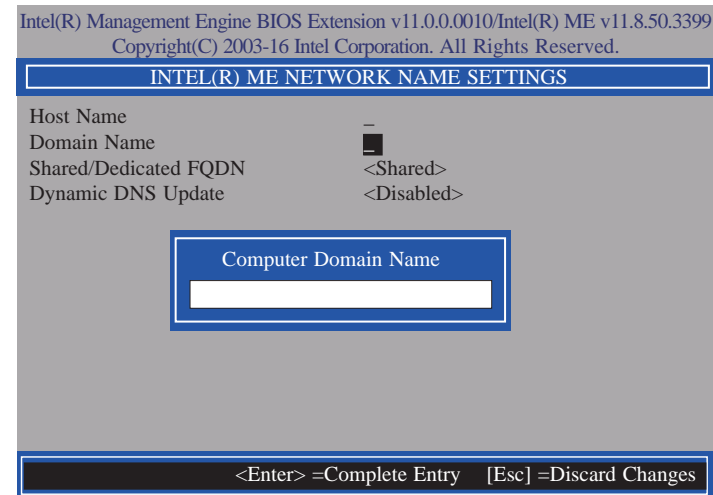 Intel(R) Management Engine BIOS Extension v11.0.0.0010/Intel(R) ME v11.8.50.3399
Copyright(C) 2003-16 Intel Corporation. All Rights Reserved.
INTEL(R) ME NETWORK NAME SETTINGS
Host Name _
Domain Name _
Shared/Dedicated FQDN <Shared>
Dynamic DNS Update <Disabled>
Computer Domain Name
<Enter> =Complete Entry [Esc] =Discard Changes